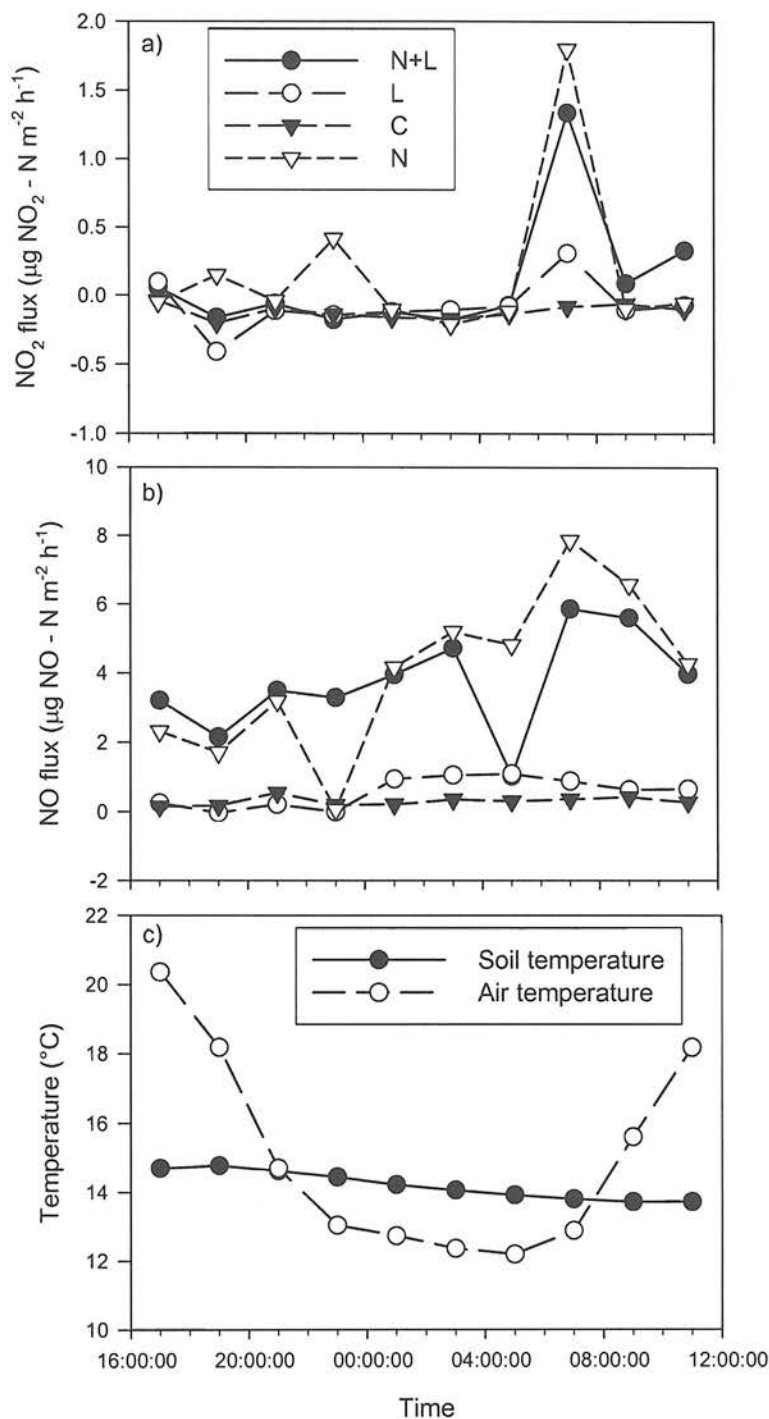 a)
N+L
L
C
N
2.0
1.5
1.0
0.5
0.0
-0.5
-1.0
NO₂ flux (µg NO₂ - N m⁻² h⁻¹)
b)
10
8
6
4
2
0
-2
NO flux (µg NO - N m⁻² h⁻¹)
c)
Soil temperature
Air temperature
22
20
18
16
14
12
10
Temperature (°C)
16:00:00 20:00:00 00:00:00 04:00:00 08:00:00 12:00:00
Time